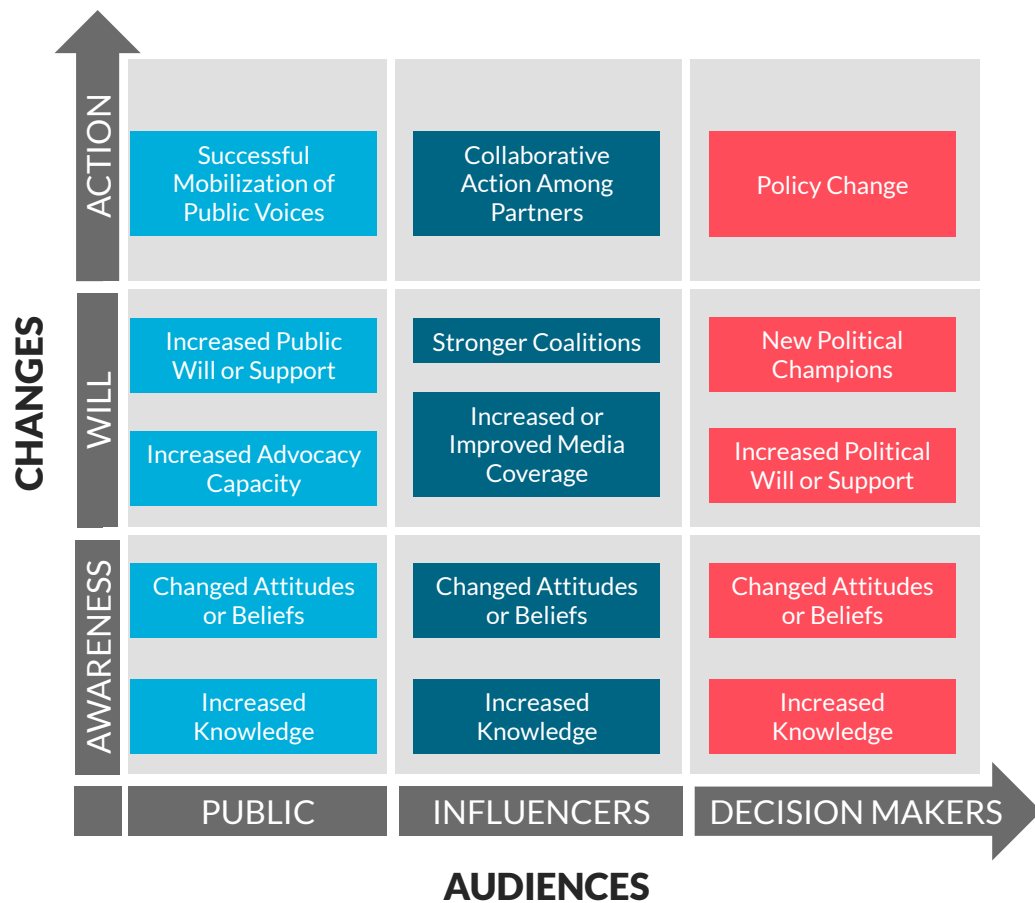 ACTION
Successful
Mobilization of
Public Voices
Collaborative
Action Among
Partners
Policy Change
CHANGES
WILL
Increased Public
Will or Support
Increased Advocacy
Capacity
Stronger Coalitions
Increased or
Improved Media
Coverage
New Political
Champions
Increased Political
Will or Support
AWARENESS
Changed Attitudes
or Beliefs
Increased
Knowledge
Changed Attitudes
or Beliefs
Increased
Knowledge
Changed Attitudes
or Beliefs
Increased
Knowledge
PUBLIC
INFLUENCERS
DECISION MAKERS
AUDIENCES